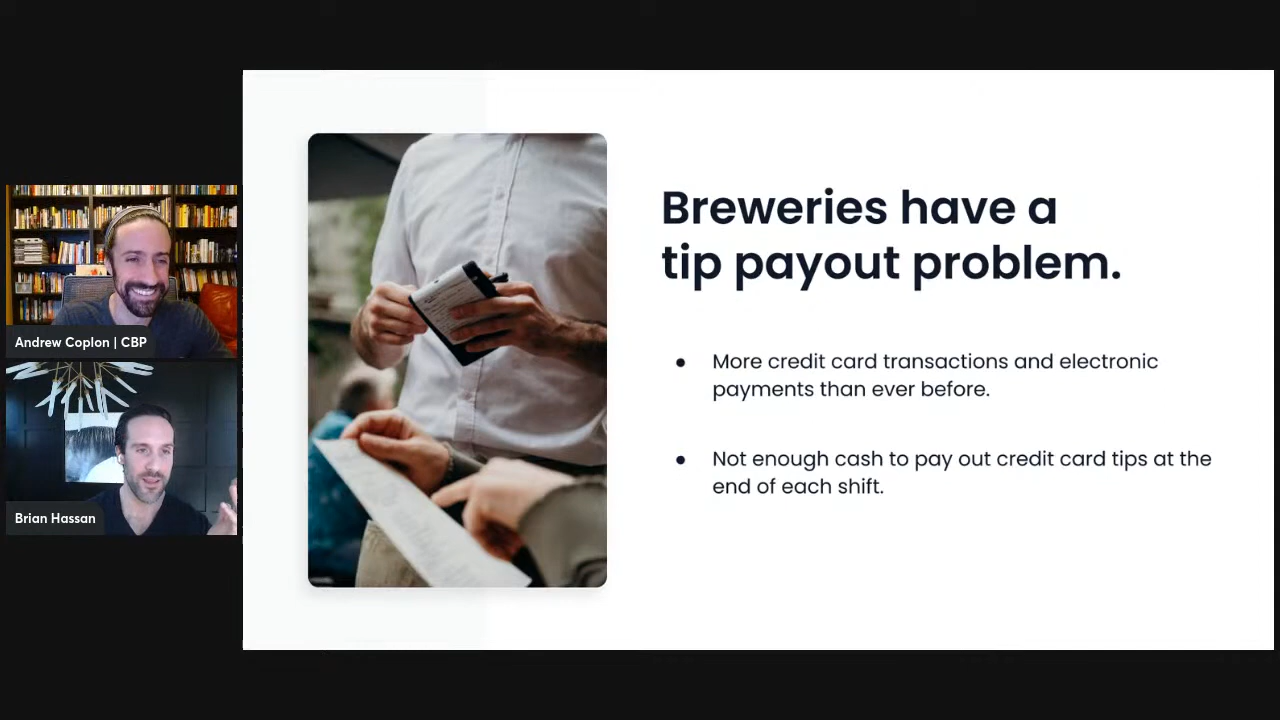 Breweries have a
tip payout problem.
● More credit card transactions and electronic
payments than ever before.
● Not enough cash to pay out credit card tips at the
end of each shift.
Andrew Coplon | CBP
Brian Hassan